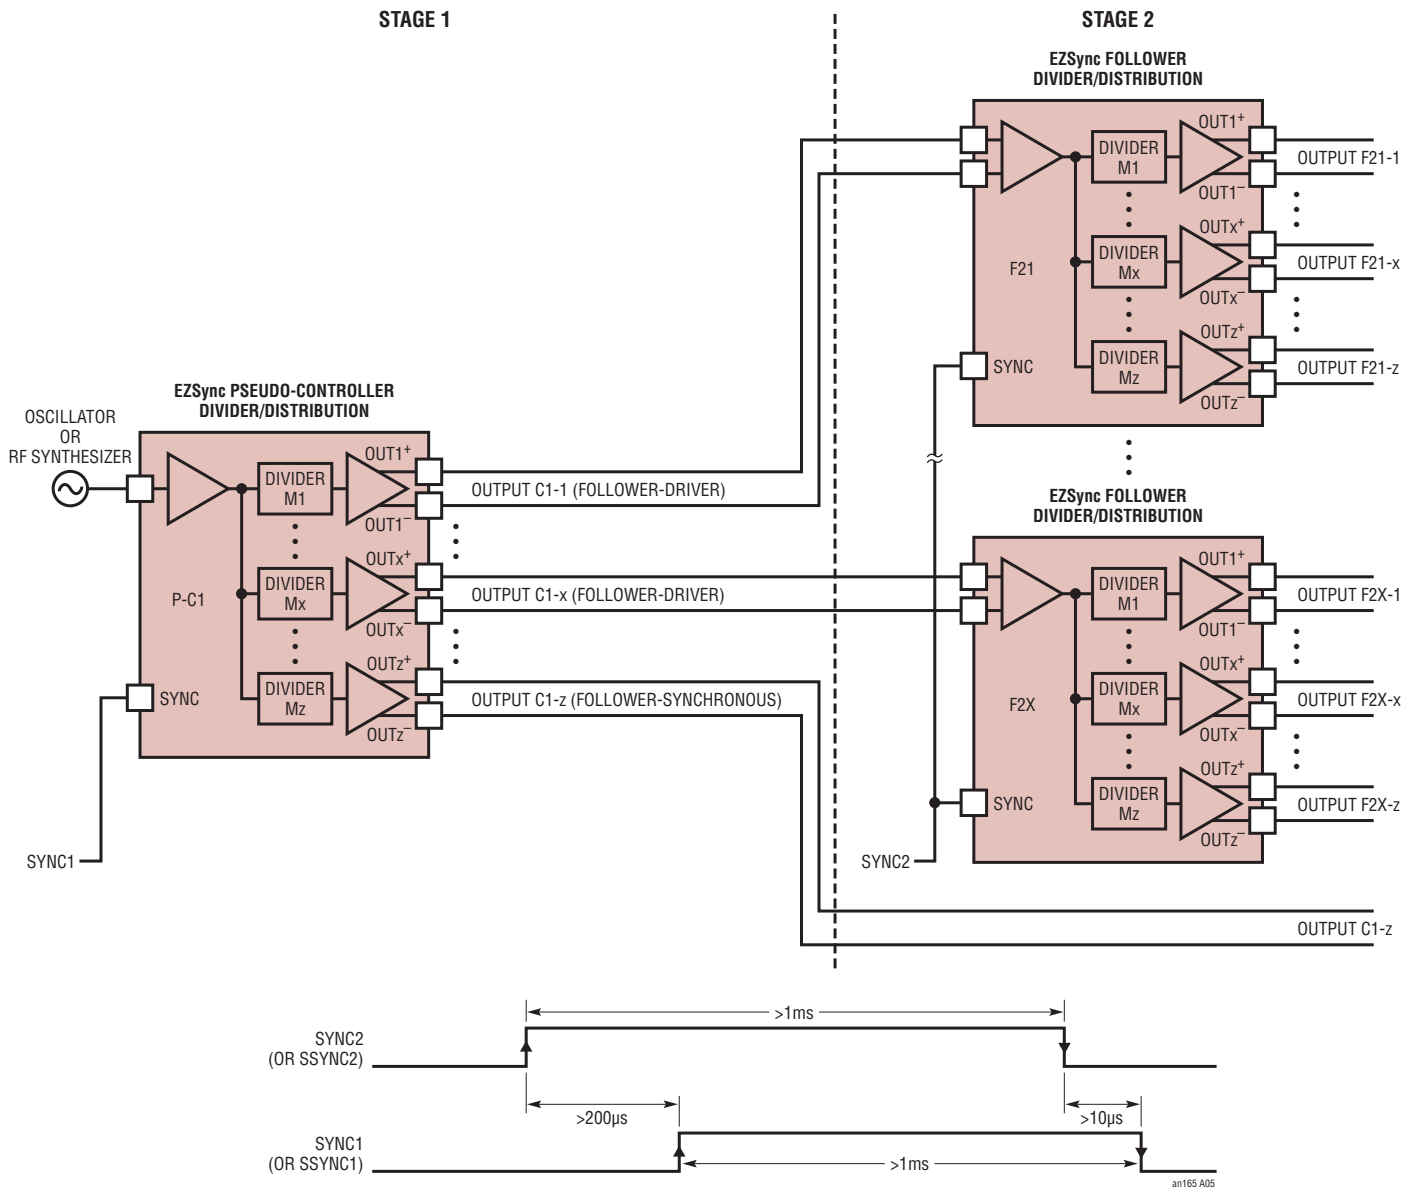 STAGE 1
STAGE 2
EZSync FOLLOWER
DIVIDER/DISTRIBUTION
OUT1+
DIVIDER
M1
OUTPUT F21-1
OUT1–
OUTx+
DIVIDER
Mx
F21
OUTPUT F21-x
OUTx–
OUTz+
SYNC
DIVIDER
Mz
OUTPUT F21-z
OUTz–
EZSync PSEUDO-CONTROLLER
DIVIDER/DISTRIBUTION
OSCILLATOR
OR
RF SYNTHESIZER
OUT1+
DIVIDER
M1
OUTPUT C1-1 (FOLLOWER-DRIVER)
OUT1–
OUTx+
P-C1
DIVIDER
Mx
OUTPUT C1-x (FOLLOWER-DRIVER)
OUTx–
OUTz+
SYNC
DIVIDER
Mz
OUTPUT C1-z (FOLLOWER-SYNCHRONOUS)
OUTz–
SYNC1
EZSync FOLLOWER
DIVIDER/DISTRIBUTION
OUT1+
DIVIDER
M1
OUTPUT F2X-1
OUT1–
OUTx+
F2X
DIVIDER
Mx
OUTPUT F2X-x
OUTx–
OUTz+
SYNC
DIVIDER
Mz
OUTPUT F2X-z
OUTz–
SYNC2
OUTPUT C1-z
>1ms
SYNC2
(OR SSYNC2)
>200µs
>10µs
SYNC1
(OR SSYNC1)
>1ms
an165 A05